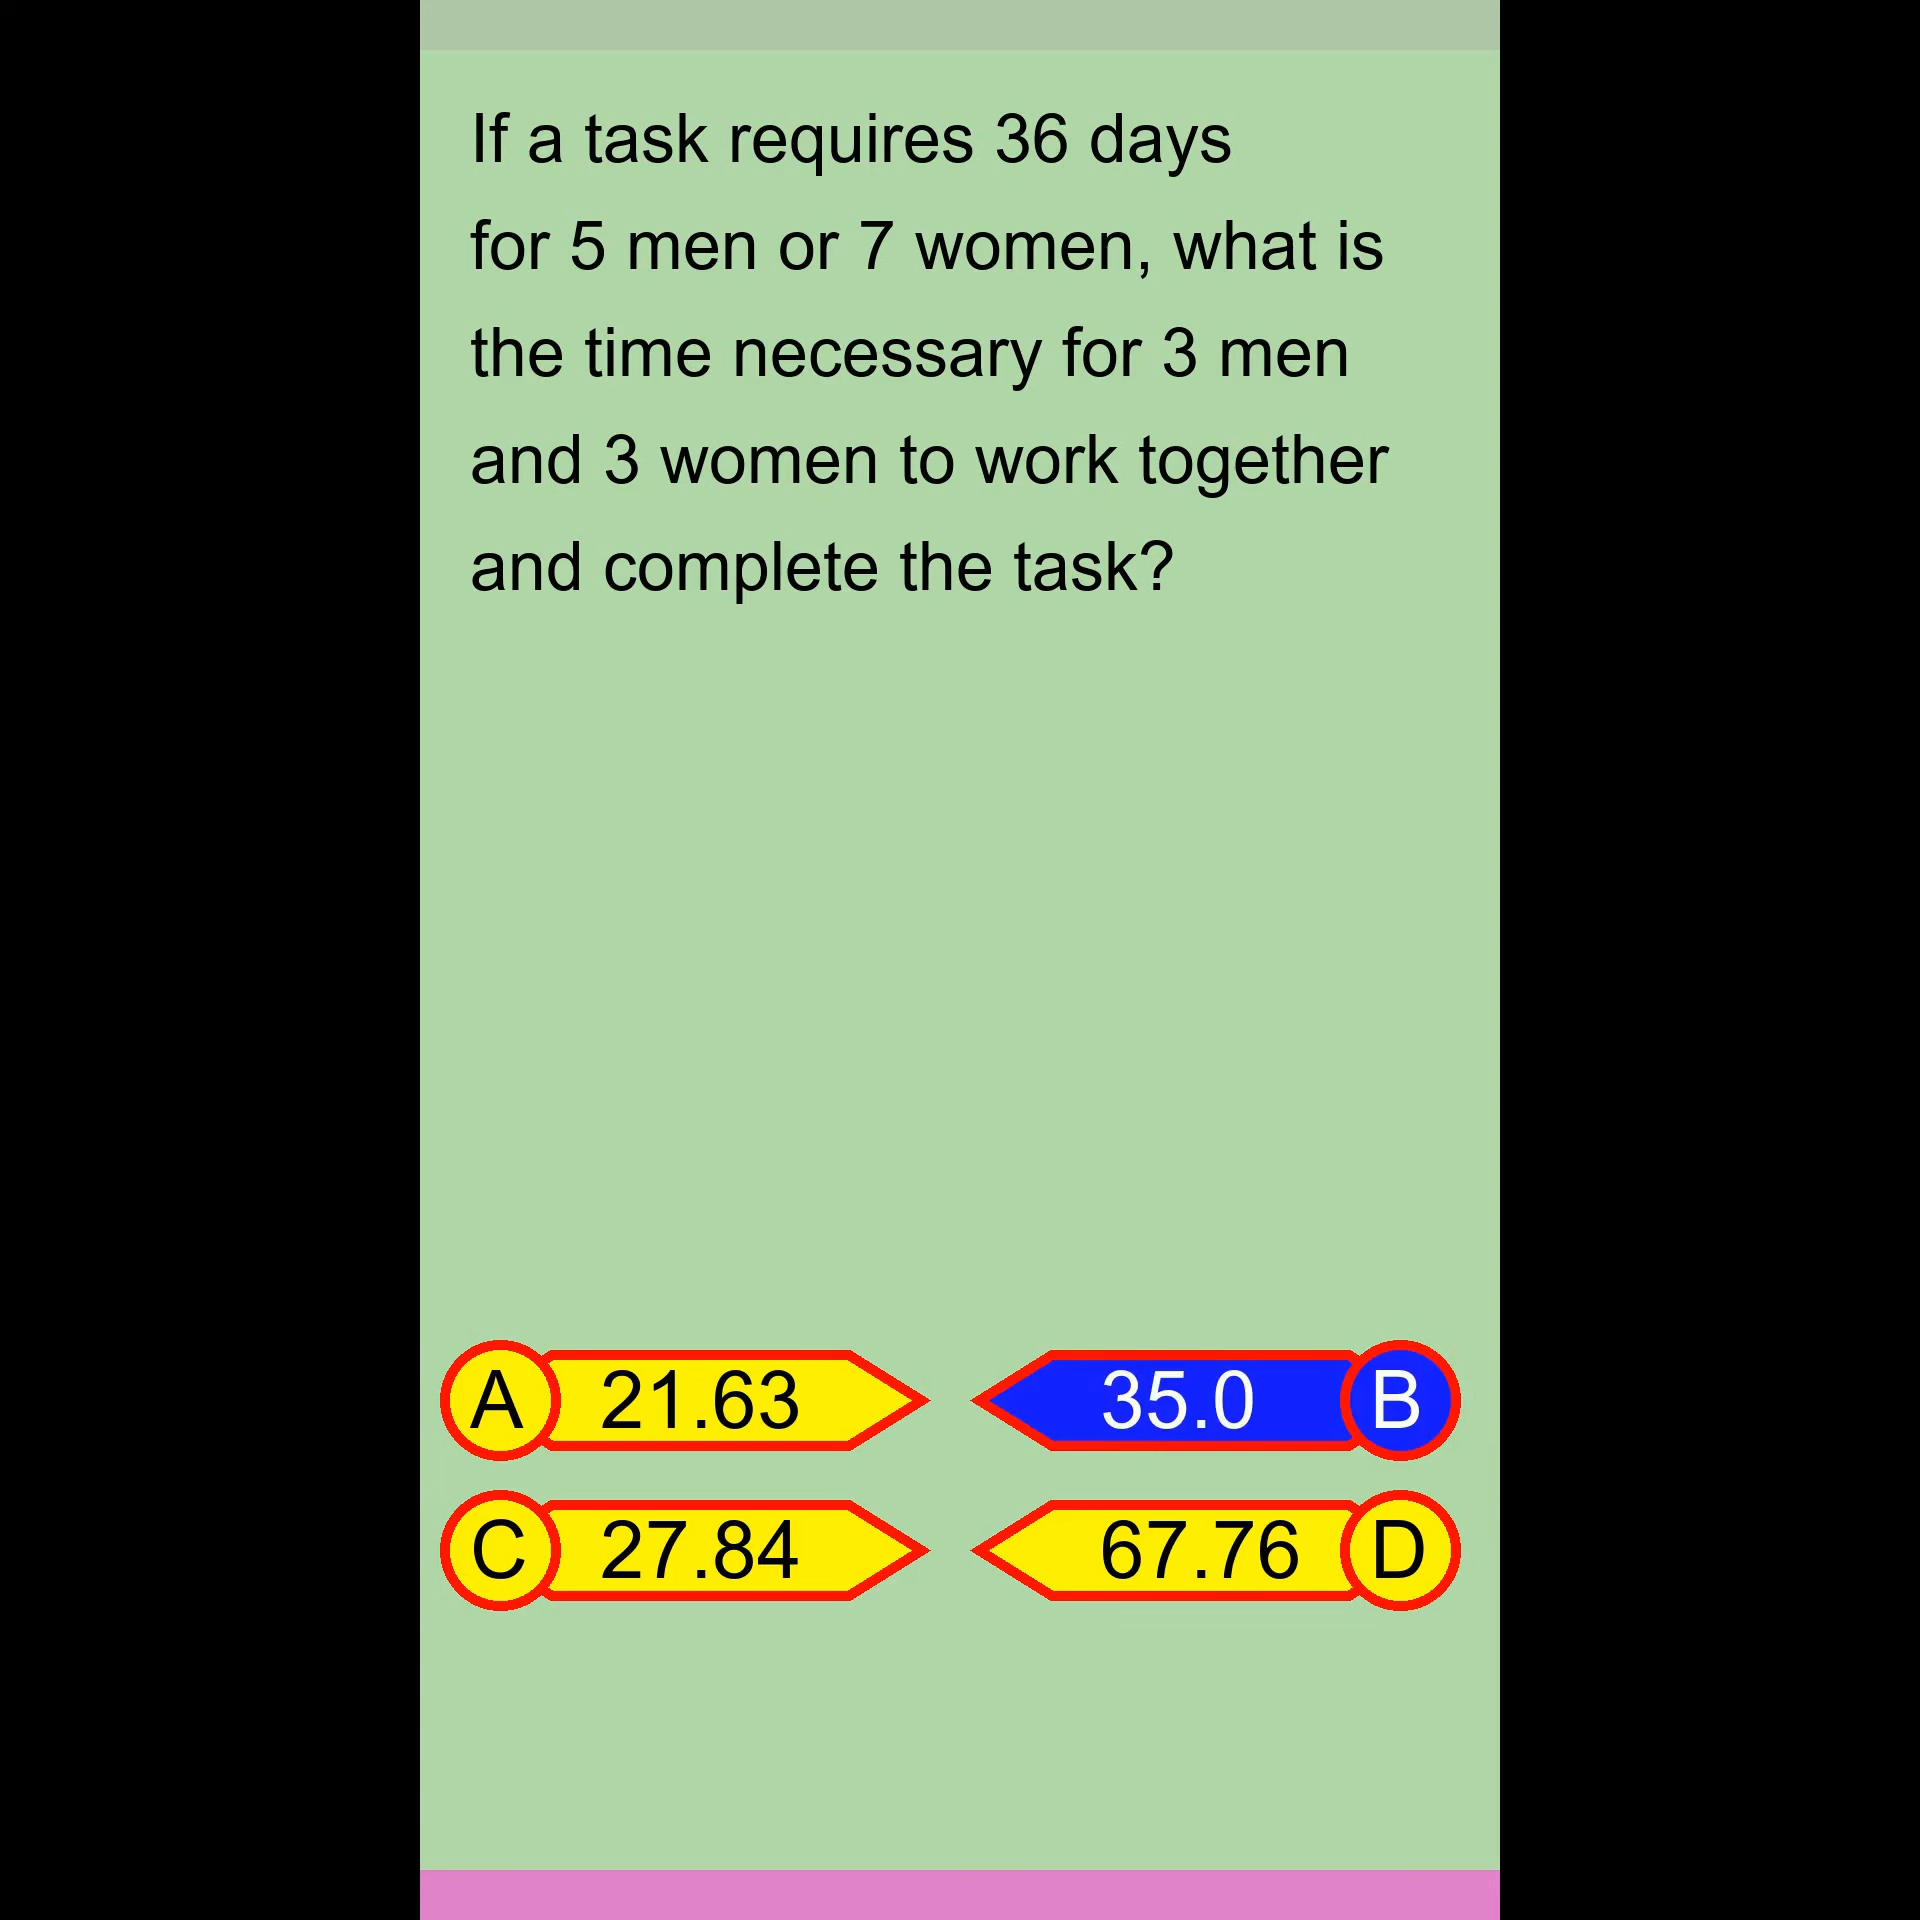 If a task requires 36 days
for 5 men or 7 women, what is
the time necessary for 3 men
and 3 women to work together
and complete the task?
A 21.63
35.0 B
C 27.84
67.76 D